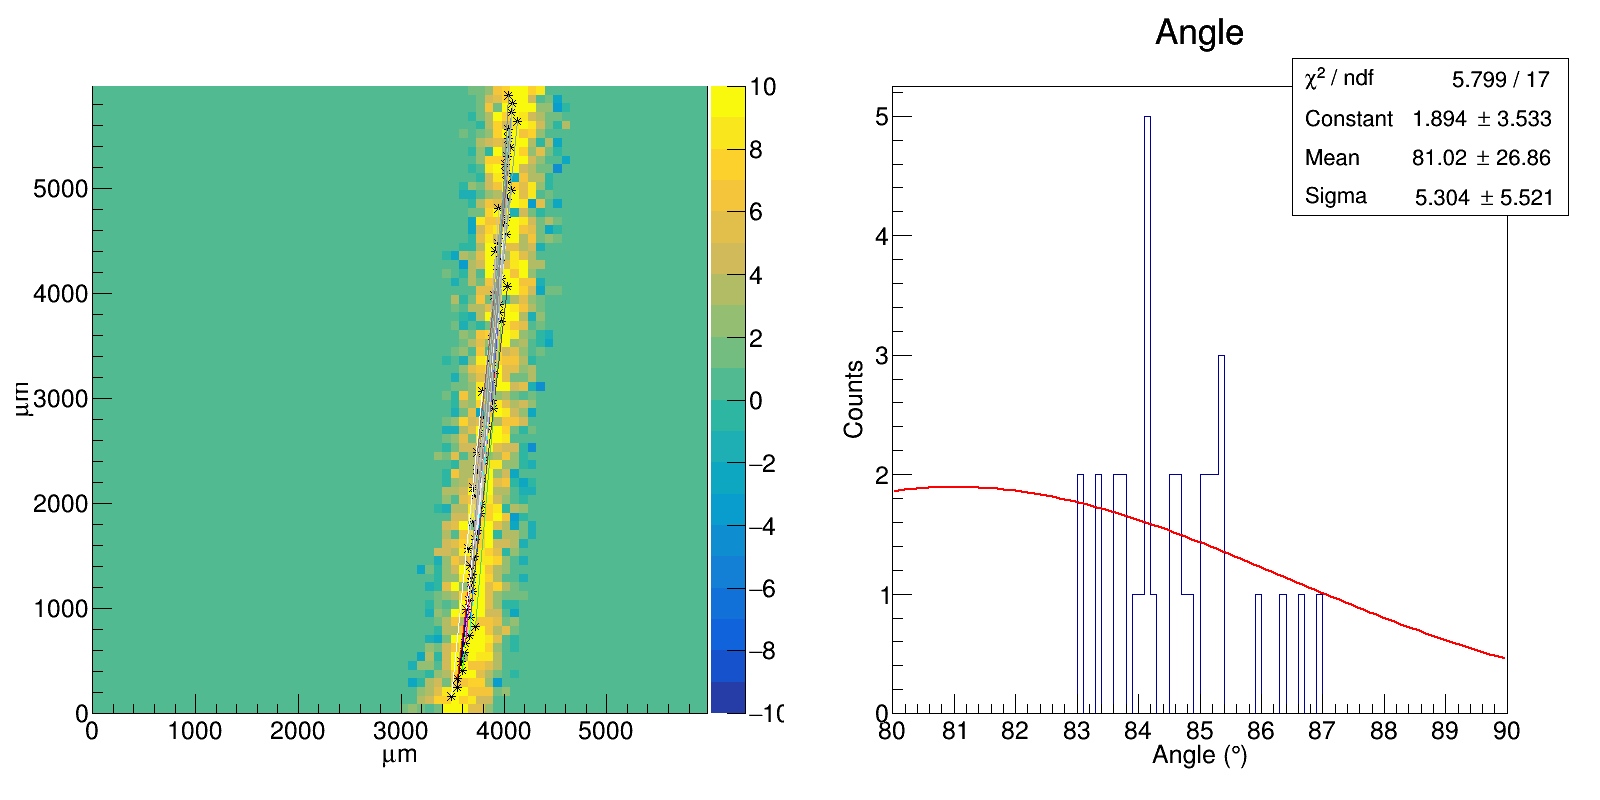 Angle
χ² / ndf 5.799 / 17
Constant 1.894 ± 3.533
Mean 81.02 ± 26.86
Sigma 5.304 ± 5.521
5000
4000
3000
2000
1000
0
μm
0 1000 2000 3000 4000 5000
μm
10
8
6
4
2
0
−2
−4
−6
−8
−10
5
4
3
2
1
0
Counts
80 81 82 83 84 85 86 87 88 89 90
Angle (°)